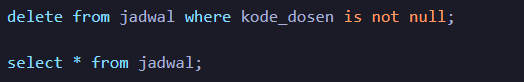 delete from jadwal where kode_dosen is not null;
select * from jadwal;